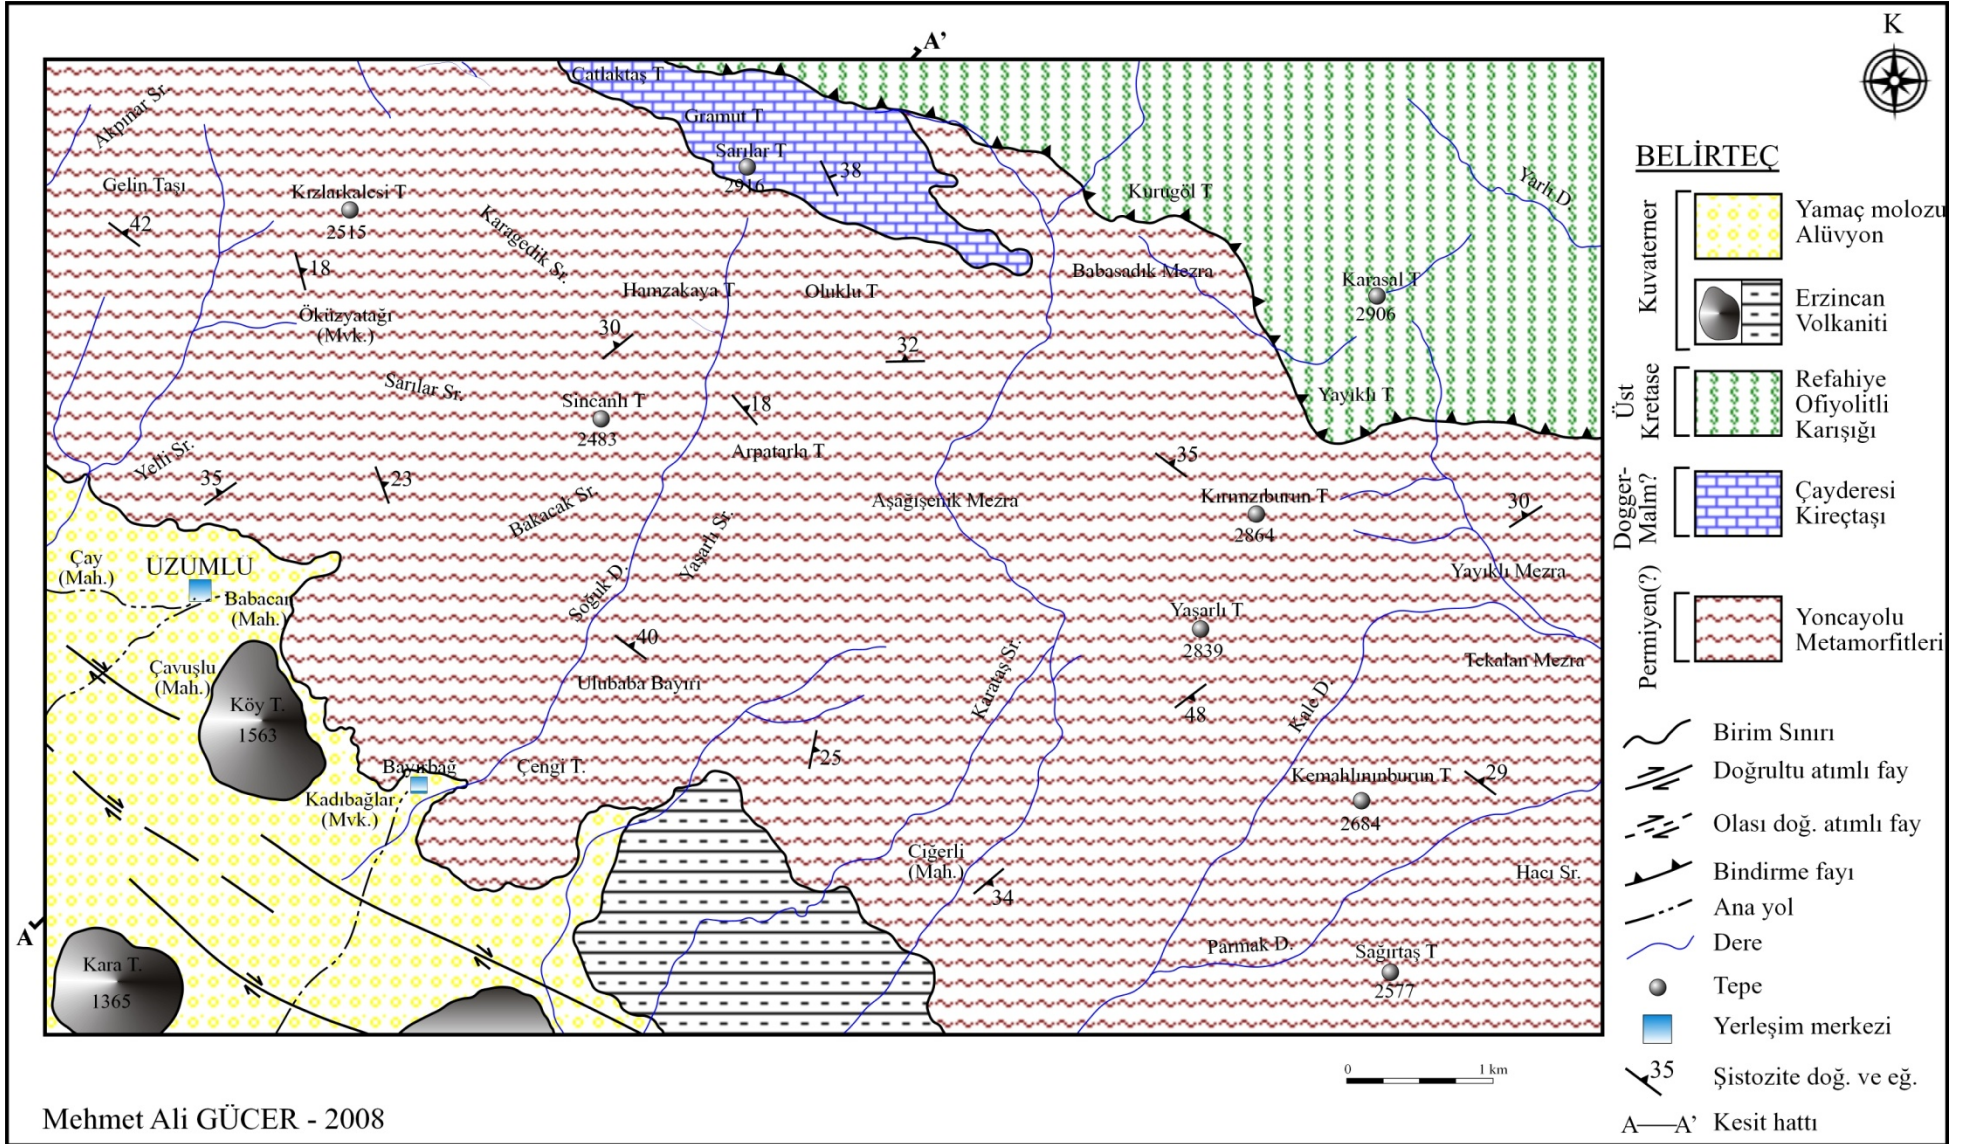 A'
K
Çatlaktaş T
Akpınar Sr.
Gramut T
Sarılar T
2916
38
Gelin Taşı
42
Kızlarkalesi T
2515
Kurugöl T
Yarlı D.
Karagedik Sr.
18
Babasadık Mezra
Karasal T
2906
Hamzakaya T
Oluklu T
Öküzyatağı
(Mvk.)
30
32
Sarılar Sr.
Sincanlı T
2483
18
Yayıklı T
Arpatarla T
Yelli Sr.
35
23
35
Bakacak Sr.
Aşağışenik Mezra
Kırmızıburun T
2864
30
Yaşarlı Sr.
Çay
(Mah.)
UZUMLU
Babacan
(Mah.)
Soğuk D.
Yayıklı Mezra
Yaşarlı T
2839
40
Çavuşlu
(Mah.)
Ulubaba Bayırı
Karataş Sr.
Tekalan Mezra
Köy T.
1563
48
Kale D.
25
Bayırbağ
Çengi T.
Kemahlınınburun T
2684
29
Kadıbağlar
(Mvk.)
Ciğerli
(Mah.)
34
Hacı Sr.
A
Kara T.
1365
Parmak D.
Sağırtaş T
2577
0 1 km
Mehmet Ali GÜCER - 2008
BELİRTEÇ
Kuvaterner
Yamaç molozu
Alüvyon
Erzincan
Volkaniti
Üst
Kretase
Refahiye
Ofiyolitli
Karışığı
Dogger-
Malm?
Çayderesi
Kireçtaşı
Permiyen(?)
Yoncayolu
Metamorfitleri
Birim Sınırı
Doğrultu atımlı fay
Olası doğ. atımlı fay
Bindirme fayı
Ana yol
Dere
Tepe
Yerleşim merkezi
35 Şistozite doğ. ve eğ.
A—A' Kesit hattı